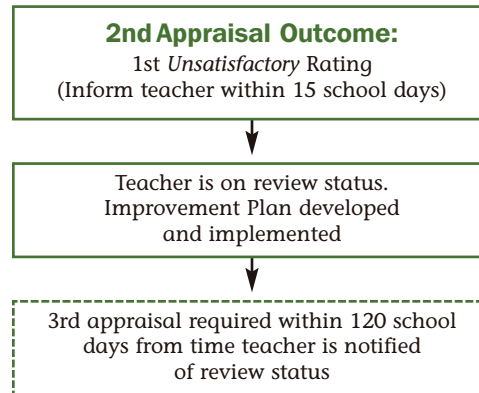 2nd Appraisal Outcome:
1st Unsatisfactory Rating
(Inform teacher within 15 school days)
Teacher is on review status.
Improvement Plan developed
and implemented
3rd appraisal required within 120 school
days from time teacher is notified
of review status